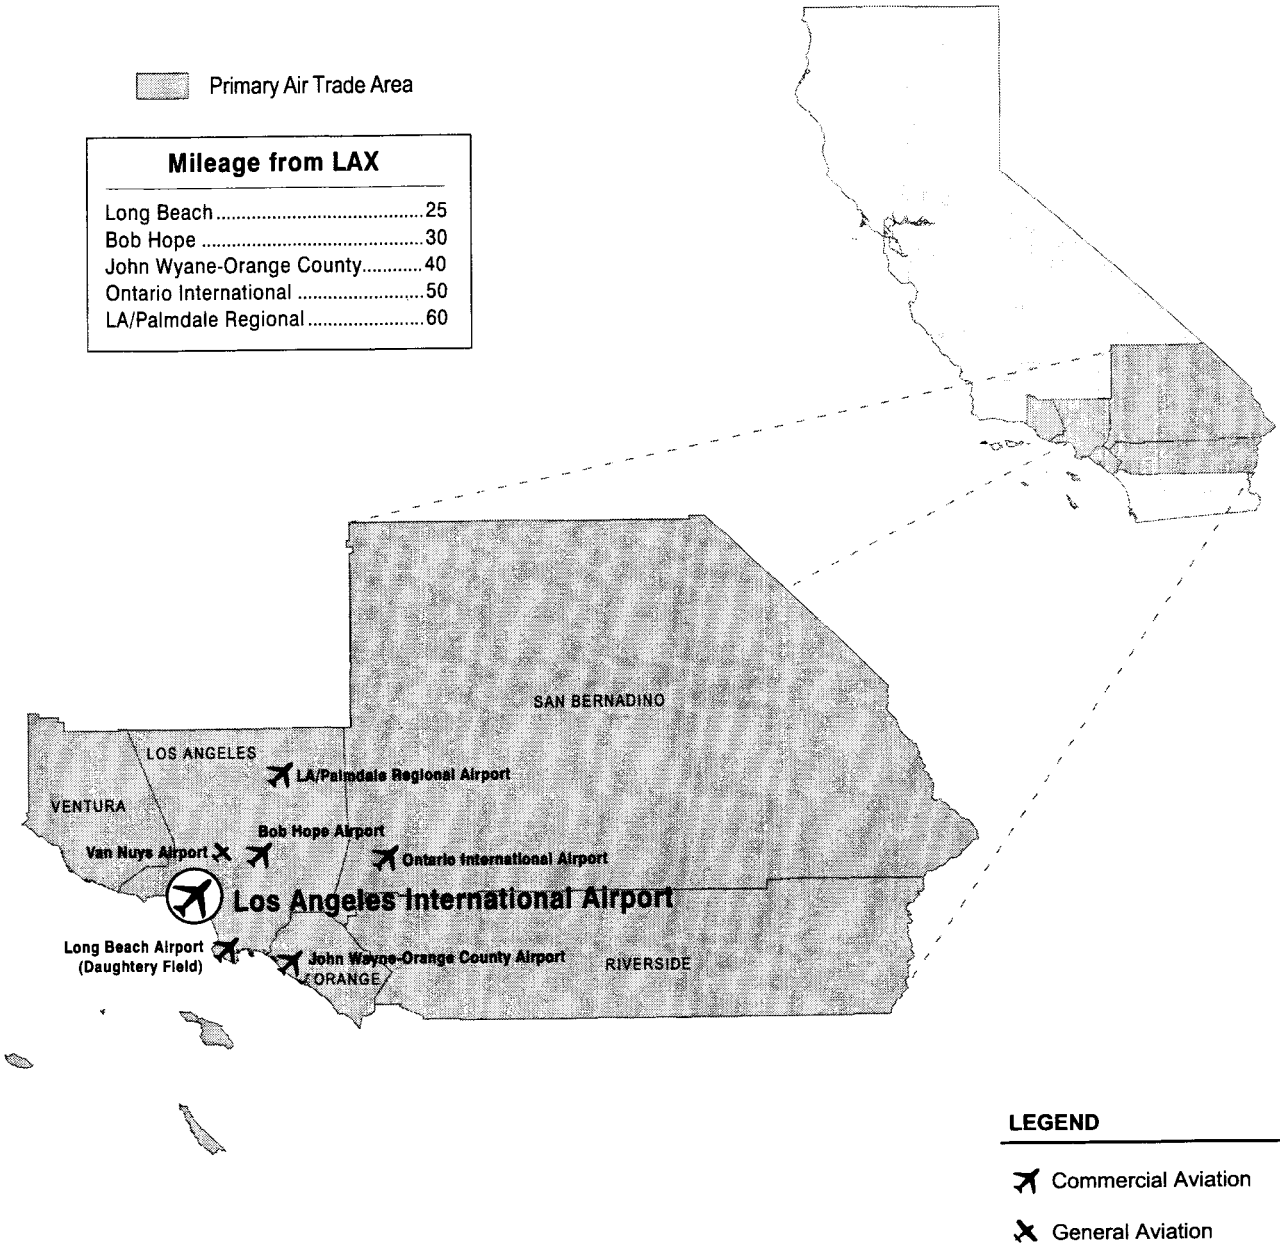 Primary Air Trade Area
Mileage from LAX
Long Beach.......................................25
Bob Hope ..........................................30
John Wyane-Orange County............40
Ontario International ........................50
LA/Palmdale Regional......................60
SAN BERNADINO
LOS ANGELES
LA/Palmdale Regional Airport
VENTURA
Bob Hope Airport
Van Nuys Airport
Ontario International Airport
Los Angeles International Airport
Long Beach Airport
(Daughtery Field)
John Wayne-Orange County Airport
RIVERSIDE
ORANGE
LEGEND
Commercial Aviation
General Aviation